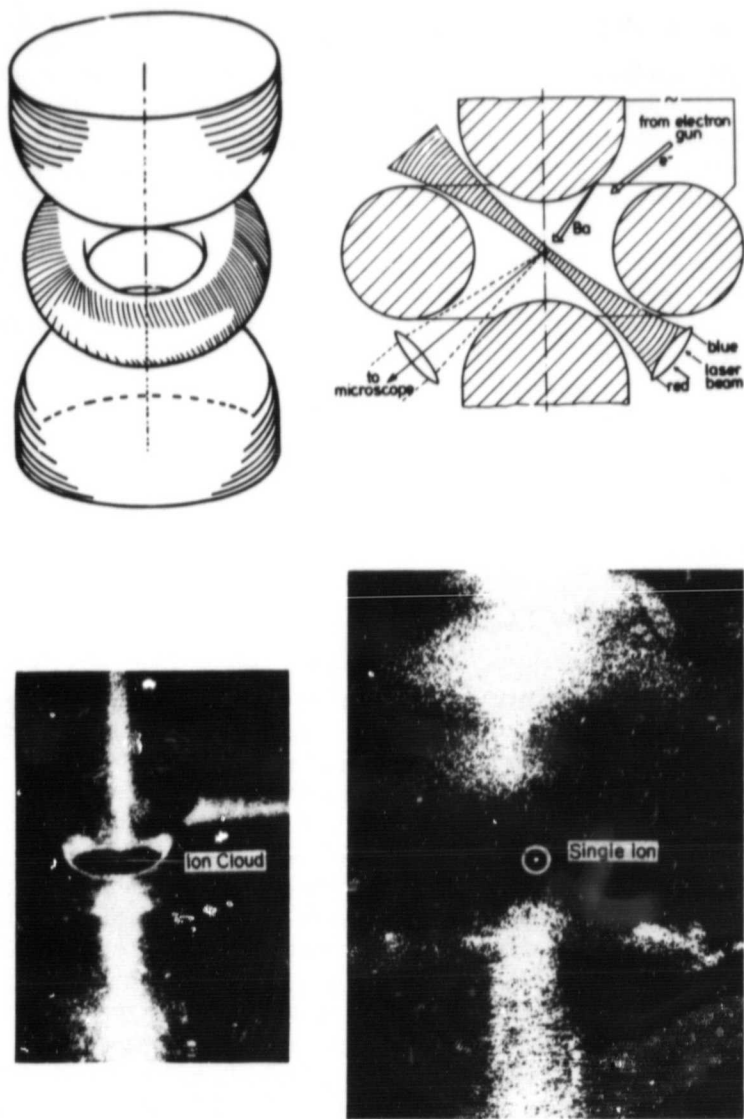 ~
from electron
gun
e⁻
Ba
blue
laser
beam
red
to
microscope
Ion Cloud
Single Ion